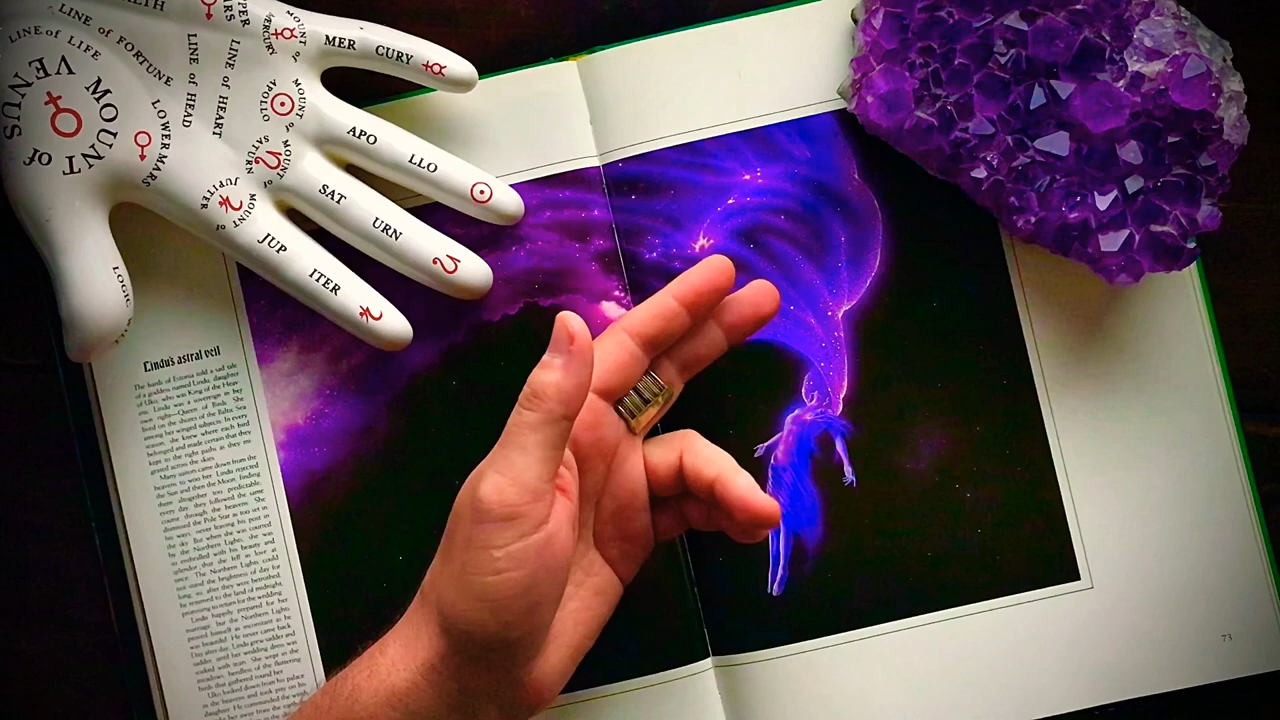 LINE of LIFE
LINE of FORTUNE
LINE of HEAD
LINE of HEART
MOUNT of VENUS
LOWER MARS
MOUNT of MERCURY
MOUNT of APOLLO
MOUNT of SATURN
MOUNT of JUPITER
MER CURY
APO LLO
SAT URN
JUP ITER
LOGIC
Lindu's astral veil
The bards of Estonia told a sad tale
of a goddess named Lindu, daughter
of Uko, who was King of the Heav
ens. Lindu was a sovereign in her
own right—Queen of Birds. She
lived on the shores of the Baltic Sea
among her winged subjects. In every
season, she knew where each
belonged and made certain that they
kept to the right paths as they mi
grated across the skies.
Many suitors came down from the
heavens to woo her. Lindu rejected
the Sun and then the Moon, finding
them altogether too predictable;
every day, they followed the same
course through the heavens. She
dismissed the Pole Star as too set in
his ways, never leaving his post in
the sky. But when she was courted
by the Northern Lights, she was
so enthralled with his beauty and
splendor that she fell in love at
once. The Northern Lights could
not stand the brightness of day for
long, so, after they were betrothed,
he returned to the land of midnight,
promising to return for the wedding.
Lindu happily prepared for her
marriage, but the Northern Lights
proved himself as inconstant as he
was beautiful. He never came back.
Day after day, Lindu grew sadder and
sadder, until her wedding dress was
soaked with tears. She wept in the
meadow, heedless of the fluttering
birds that gathered round her.
Uko looked down from his palace
in the heavens and took pity on his
73